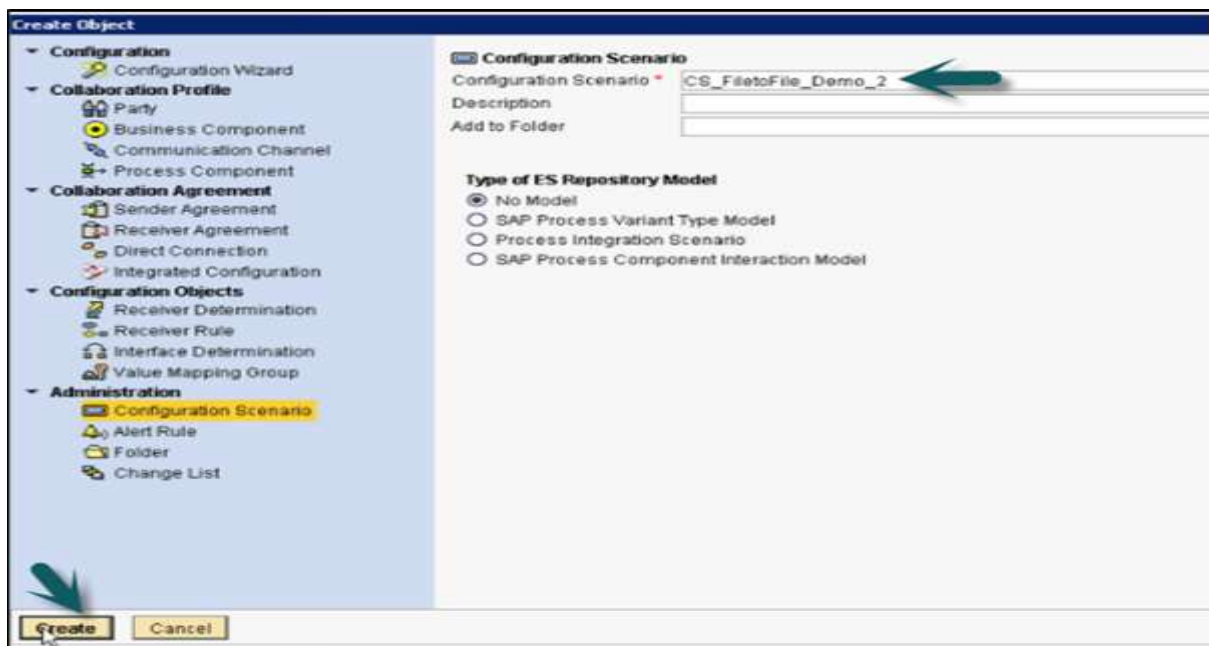 Create Object
Configuration
Configuration Wizard
Collaboration Profile
Party
Business Component
Communication Channel
Process Component
Collaboration Agreement
Sender Agreement
Receiver Agreement
Direct Connection
Integrated Configuration
Configuration Objects
Receiver Determination
Receiver Rule
Interface Determination
Value Mapping Group
Administration
Configuration Scenario
Alert Rule
Folder
Change List
Configuration Scenario
Configuration Scenario * CS_FiletoFile_Demo_2
Description
Add to Folder
Type of ES Repository Model
No Model
SAP Process Variant Type Model
Process Integration Scenario
SAP Process Component Interaction Model
Create Cancel